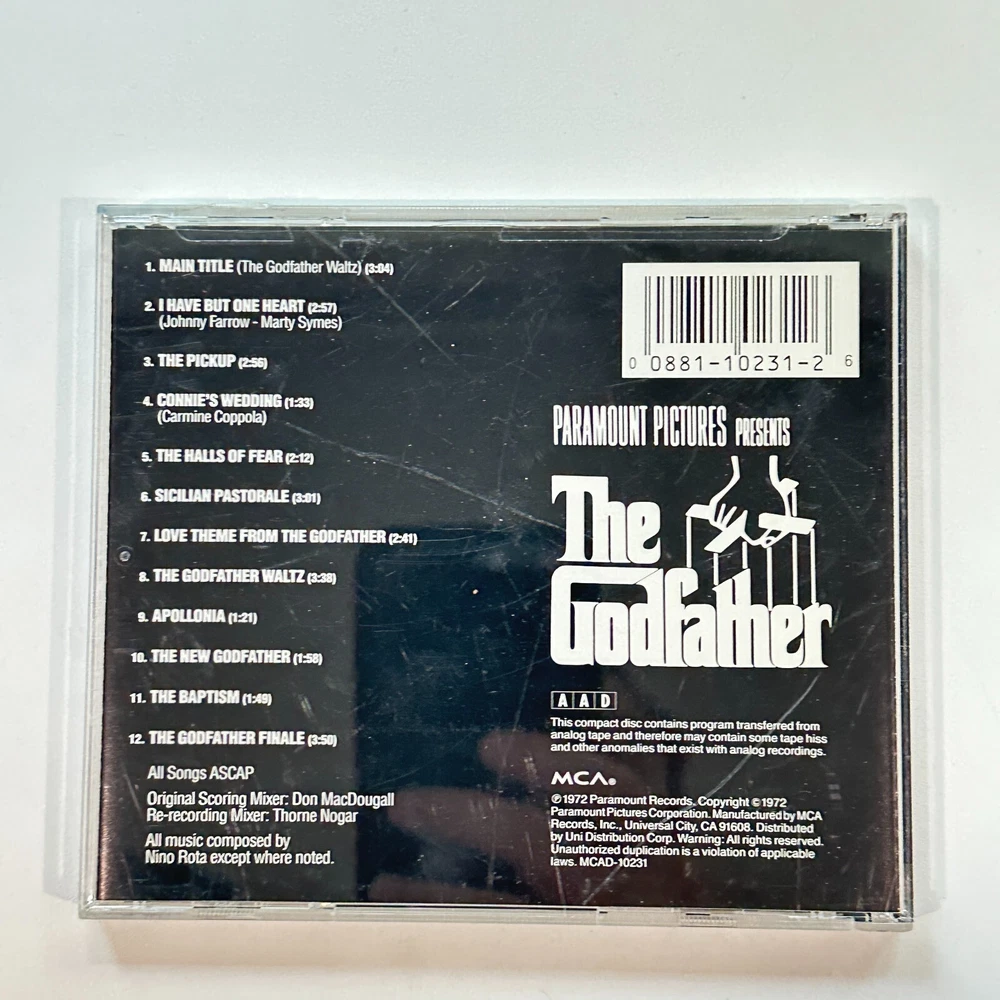 1. MAIN TITLE (The Godfather Waltz) (3:04)
2. I HAVE BUT ONE HEART (2:57)
(Johnny Farrow - Marty Symes)
3. THE PICKUP (2:56)
4. CONNIE'S WEDDING (1:33)
(Carmine Coppola)
5. THE HALLS OF FEAR (2:12)
6. SICILIAN PASTORALE (3:01)
7. LOVE THEME FROM THE GODFATHER (2:41)
8. THE GODFATHER WALTZ (3:38)
9. APOLLONIA (1:21)
10. THE NEW GODFATHER (1:58)
11. THE BAPTISM (1:49)
12. THE GODFATHER FINALE (3:50)
All Songs ASCAP
Original Scoring Mixer: Don MacDougall
Re-recording Mixer: Thorne Nogar
All music composed by
Nino Rota except where noted.
0 0881-10231-2 6
PARAMOUNT PICTURES PRESENTS
The
Godfather
AAD
This compact disc contains program transferred from
analog tape and therefore may contain some tape hiss
and other anomalies that exist with analog recordings.
MCA®
℗1972 Paramount Records. Copyright ©1972
Paramount Pictures Corporation. Manufactured by MCA
Records, Inc., Universal City, CA 91608. Distributed
by Uni Distribution Corp. Warning: All rights reserved.
Unauthorized duplication is a violation of applicable
laws. MCAD-10231